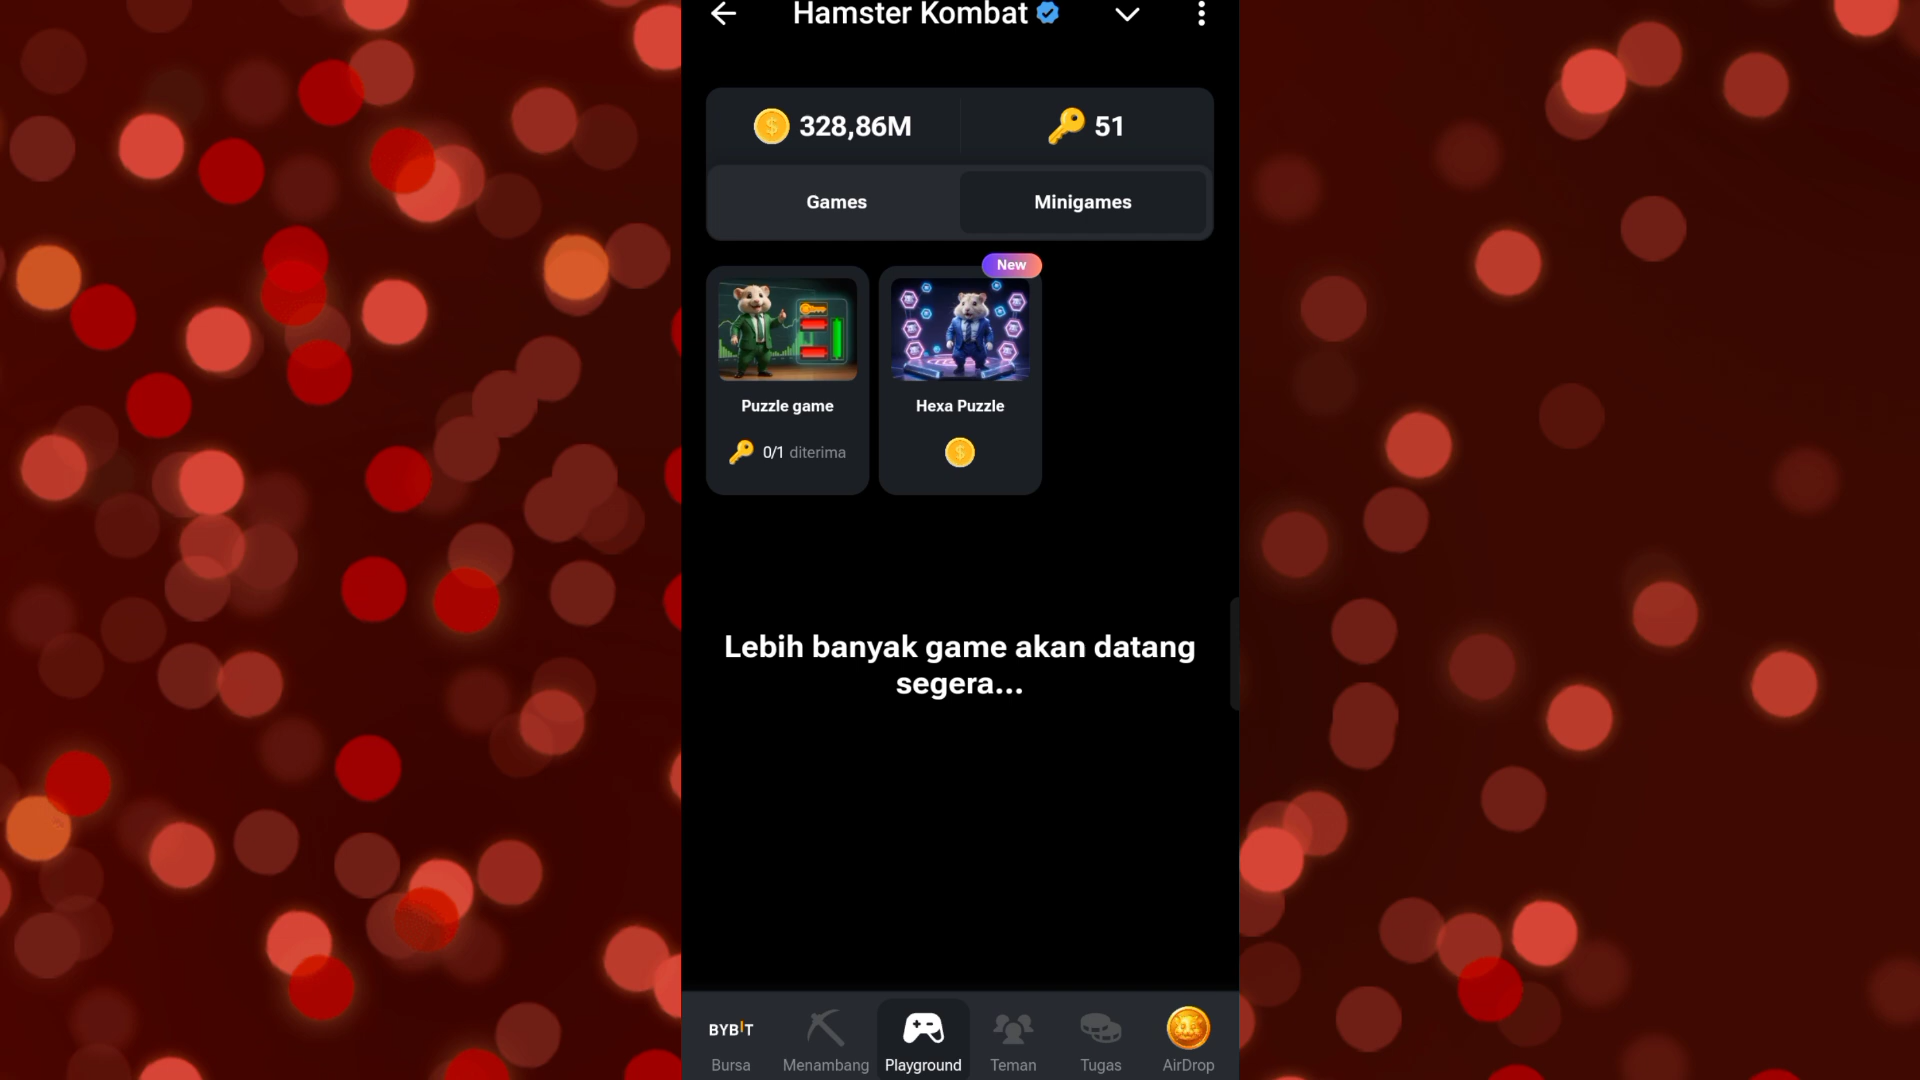 Hamster Kombat
328,86M
51
Games
Minigames
New
Puzzle game
Hexa Puzzle
0/1 diterima
Lebih banyak game akan datang
segera...
BYBIT
Bursa
Menambang
Playground
Teman
Tugas
AirDrop